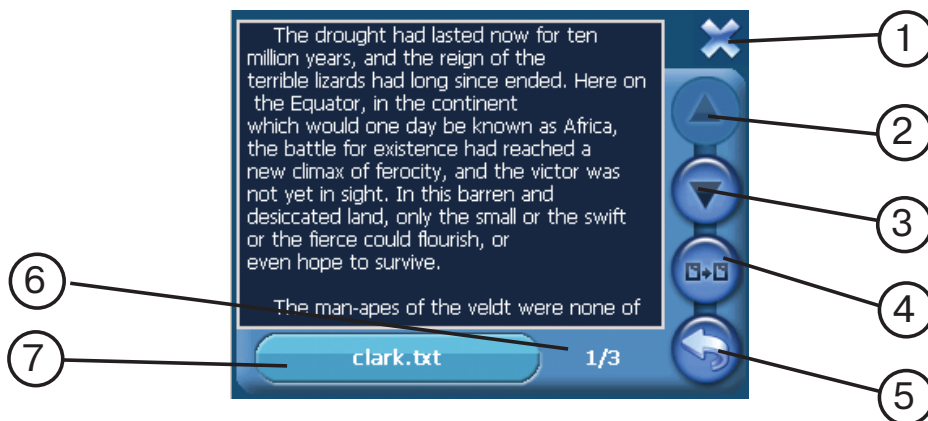 The drought had lasted now for ten
million years, and the reign of the
terrible lizards had long since ended. Here on
the Equator, in the continent
which would one day be known as Africa,
the battle for existence had reached a
new climax of ferocity, and the victor was
not yet in sight. In this barren and
desiccated land, only the small or the swift
or the fierce could flourish, or
even hope to survive.
The man-apes of the veldt were none of
clark.txt
1/3
1
2
3
4
5
6
7